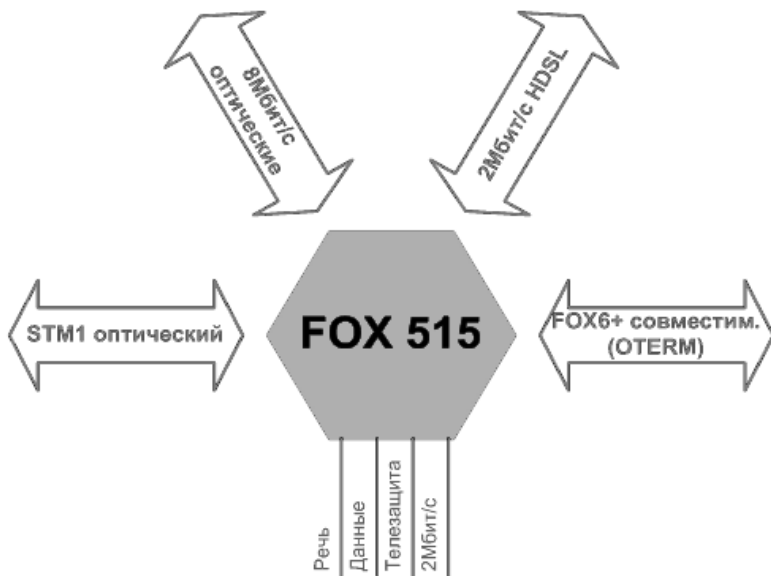 8Мбит/с
оптические
2Мбит/с HDSL
STM1 оптический
FOX 515
FOX6+ совместим.
(OTERM)
Речь
Данные
Телезащита
2Мбит/с